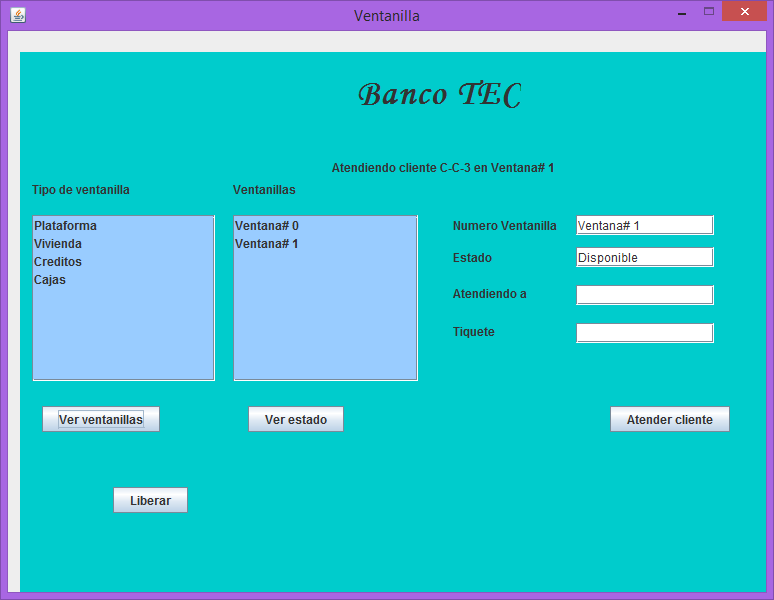 Ventanilla
Banco TEC
Atendiendo cliente C-C-3 en Ventana# 1
Tipo de ventanilla
Ventanillas
Plataforma
Vivienda
Creditos
Cajas
Ventana# 0
Ventana# 1
Numero Ventanilla Ventana# 1
Estado Disponible
Atendiendo a
Tiquete
Ver ventanillas
Ver estado
Atender cliente
Liberar